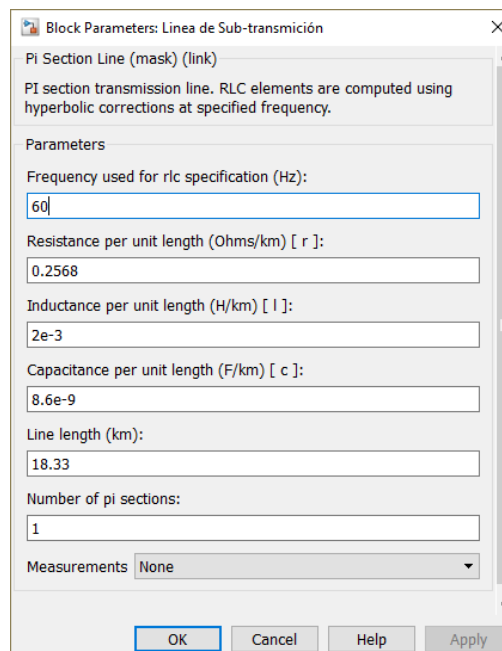 Block Parameters: Linea de Sub-transmición
Pi Section Line (mask) (link)
PI section transmission line. RLC elements are computed using
hyperbolic corrections at specified frequency.
Parameters
Frequency used for rlc specification (Hz):
60
Resistance per unit length (Ohms/km) [ r ]:
0.2568
Inductance per unit length (H/km) [ l ]:
2e-3
Capacitance per unit length (F/km) [ c ]:
8.6e-9
Line length (km):
18.33
Number of pi sections:
1
Measurements None
OK Cancel Help Apply